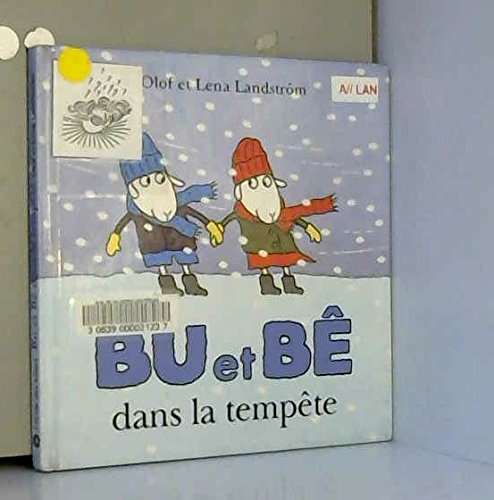 Olof et Lena Landström
A// LAN
3 0639 00002123 7
BU et BÊ
dans la tempête